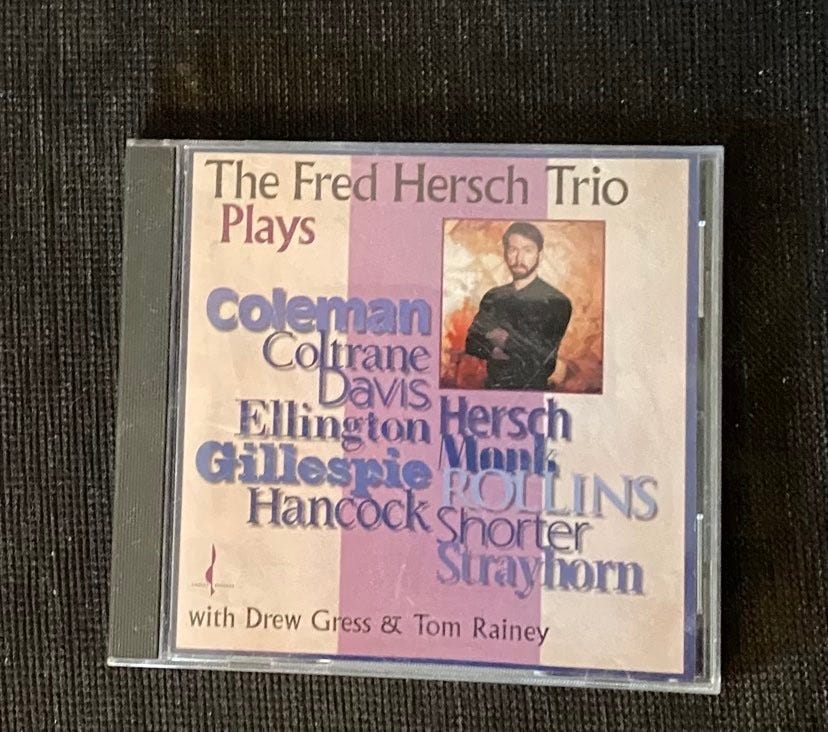 The Fred Hersch Trio
Plays
Coleman
Coltrane
Davis
Ellington
Gillespie
Hancock
Hersch
Monk
ROLLINS
Shorter
Strayhorn
with Drew Gress & Tom Rainey